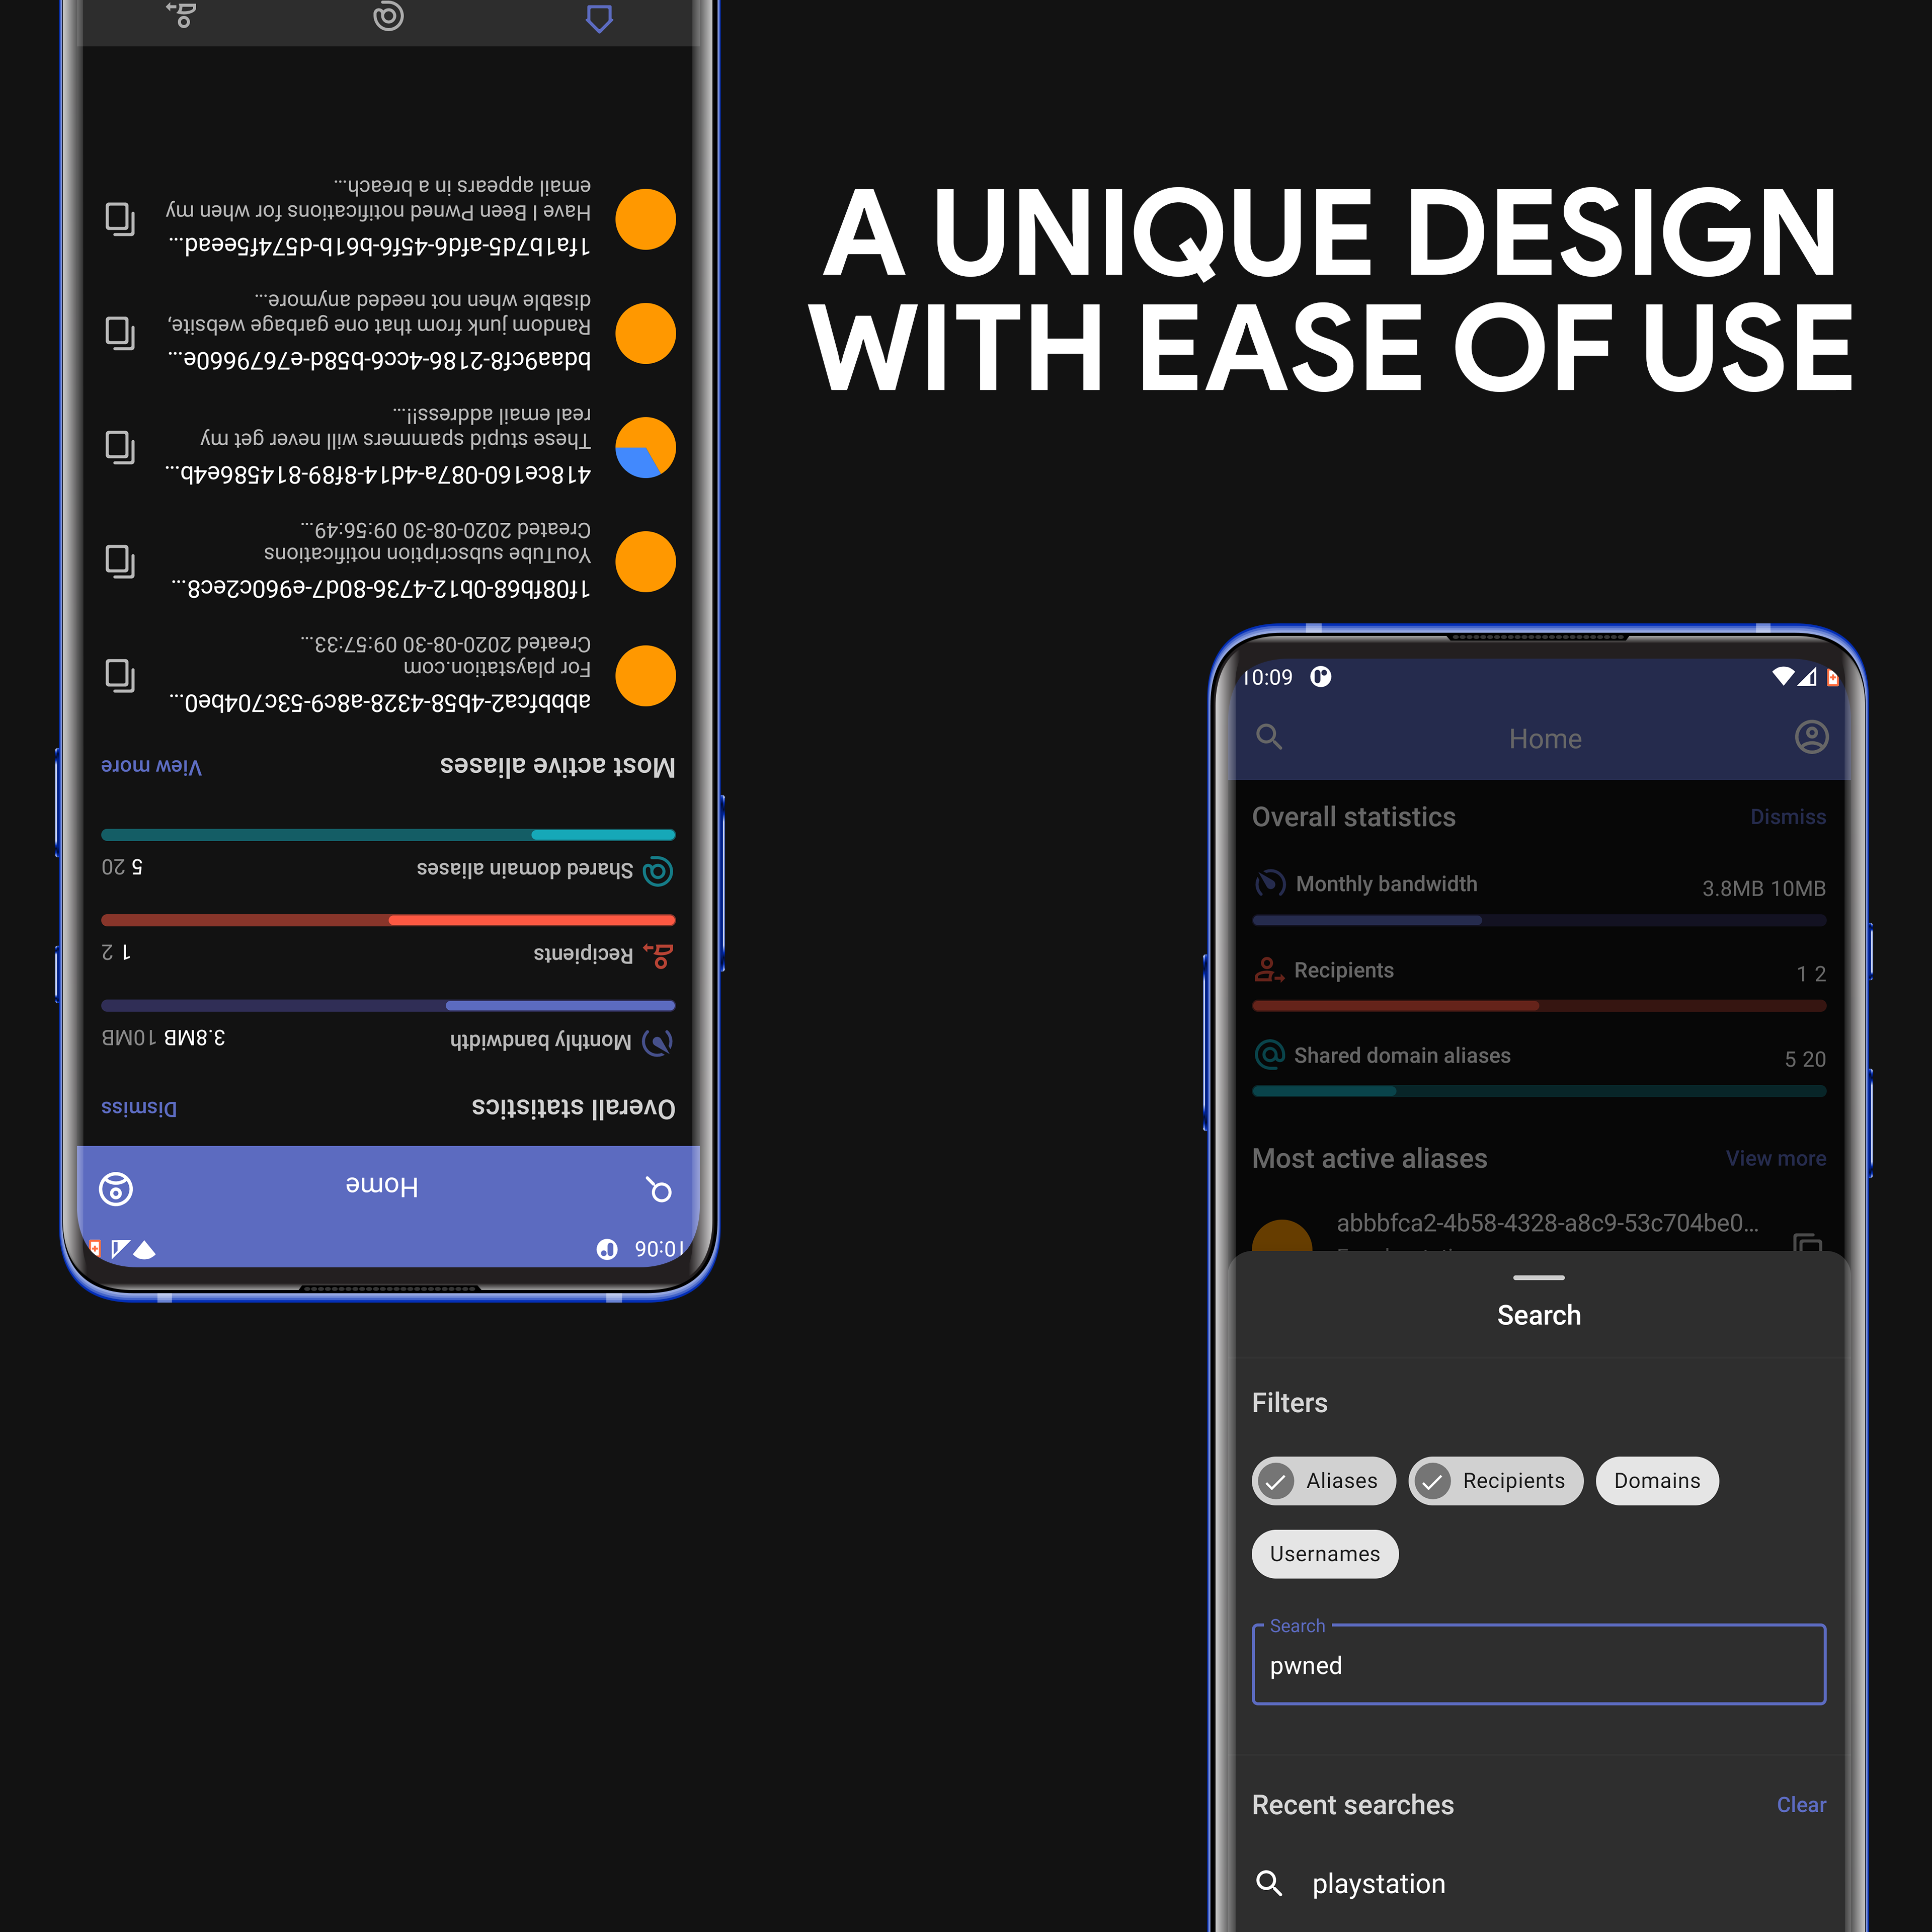 A UNIQUE DESIGN
WITH EASE OF USE
10:06
Home
Overall statistics Dismiss
Monthly bandwidth 3.8MB 10MB
Recipients 1 2
Shared domain aliases 5 20
Most active aliases View more
abbbfca2-4b58-4328-a8c9-53c704be0...
For playstation.com
Created 2020-08-30 09:57:33...
1f08fb68-0b12-4736-80d7-e960c2ec8...
YouTube subscription notifications
Created 2020-08-30 09:56:49...
418ce160-087a-4d14-8f89-814586e4b...
These stupid spammers will never get my
real email address!!...
bdaa9cf8-2186-4cc6-b58d-e7679660e...
Random junk from that one garbage website,
disable when not needed anymore...
1fa1b7d5-afd6-45f6-b61b-d574f5eead...
Have I Been Pwned notifications for when my
email appears in a breach...
10:09
Home
Overall statistics Dismiss
Monthly bandwidth 3.8MB 10MB
Recipients 1 2
Shared domain aliases 5 20
Most active aliases View more
abbbfca2-4b58-4328-a8c9-53c704be0...
Search
Filters
Aliases Recipients Domains
Usernames
Search
pwned
Recent searches Clear
playstation